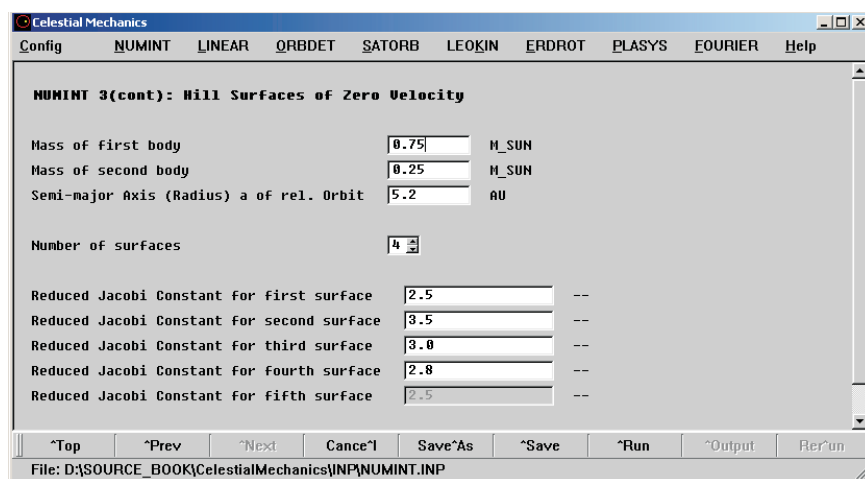 Celestial Mechanics
Config NUMINT LINEAR ORBDET SATORB LEOKIN ERDROT PLASYS FOURIER Help
NUMINT 3(cont): Hill Surfaces of Zero Velocity
Mass of first body 0.75 M_SUN
Mass of second body 0.25 M_SUN
Semi-major Axis (Radius) a of rel. Orbit 5.2 AU
Number of surfaces 4
Reduced Jacobi Constant for first surface 2.5 --
Reduced Jacobi Constant for second surface 3.5 --
Reduced Jacobi Constant for third surface 3.0 --
Reduced Jacobi Constant for fourth surface 2.8 --
Reduced Jacobi Constant for fifth surface 2.5 --
^Top ^Prev ^Next Cance^l Save^As ^Save ^Run ^Output Rer^un
File: D:\SOURCE_BOOK\CelestialMechanics\INP\NUMINT.INP